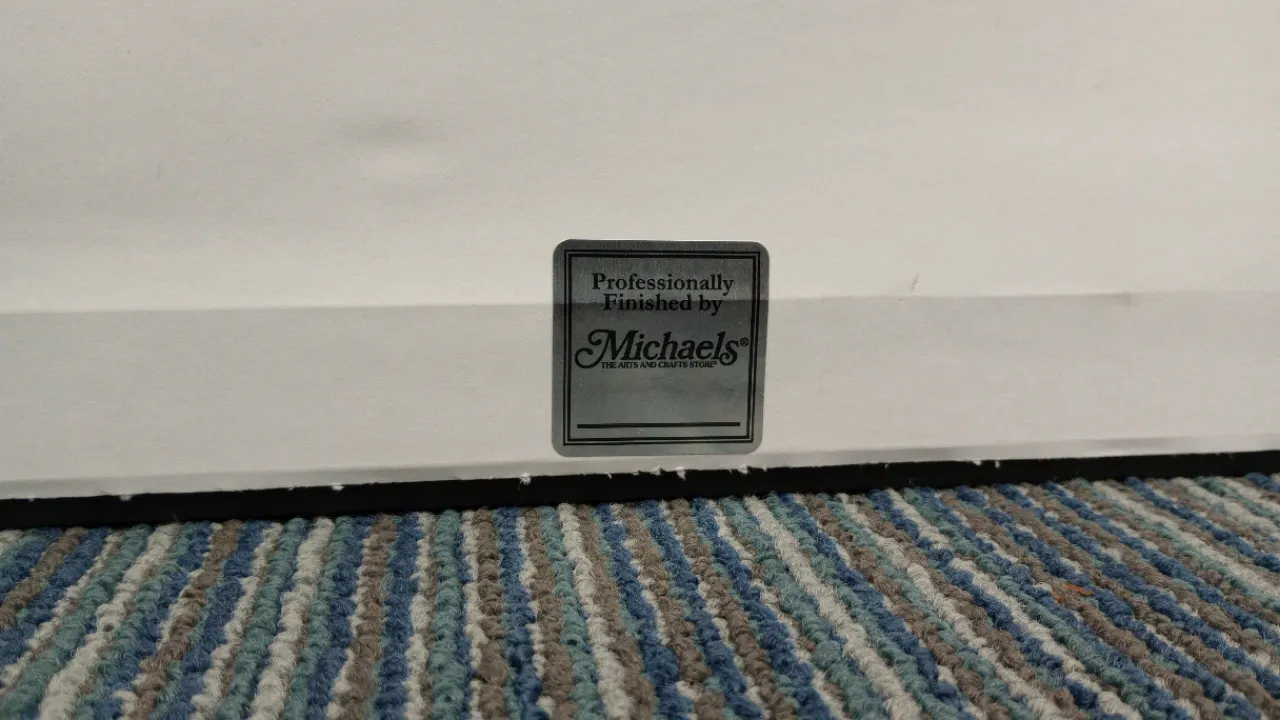 Professionally
Finished by
Michaels®
THE ARTS AND CRAFTS STORE®